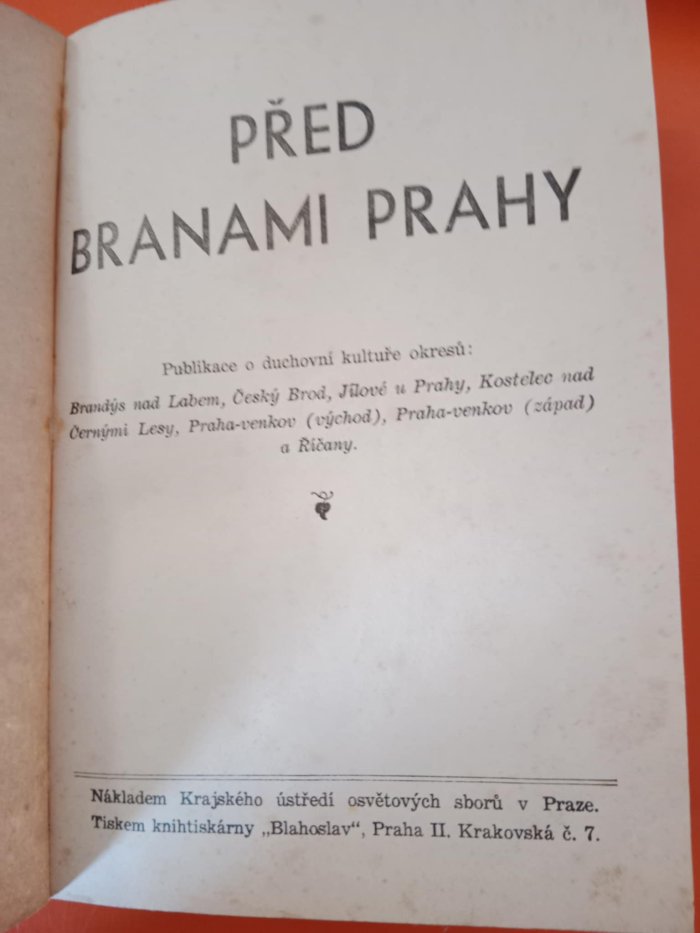 PŘED
BRANAMI PRAHY
Publikace o duchovní kultuře okresů:
Brandýs nad Labem, Český Brod, Jílové u Prahy, Kostelec nad
Černými Lesy, Praha-venkov (východ), Praha-venkov (západ)
a Říčany.
Nákladem Krajského ústředí osvětových sborů v Praze.
Tiskem knihtiskárny „Blahoslav“, Praha II. Krakovská č. 7.